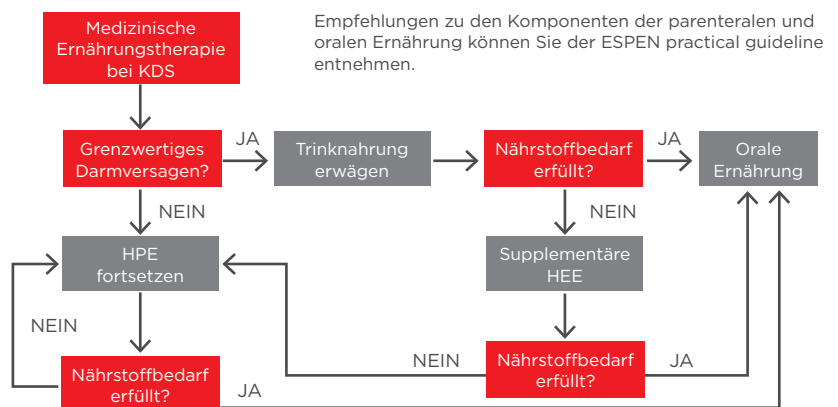 Medizinische
Ernährungstherapie
bei KDS
Empfehlungen zu den Komponenten der parenteralen und
oralen Ernährung können Sie der ESPEN practical guideline
entnehmen.
Grenzwertiges
Darmversagen?
JA
Trinknahrung
erwägen
Nährstoffbedarf
erfüllt?
JA
Orale
Ernährung
NEIN
NEIN
HPE
fortsetzen
Supplementäre
HEE
NEIN
Nährstoffbedarf
erfüllt?
JA
NEIN
Nährstoffbedarf
erfüllt?
JA